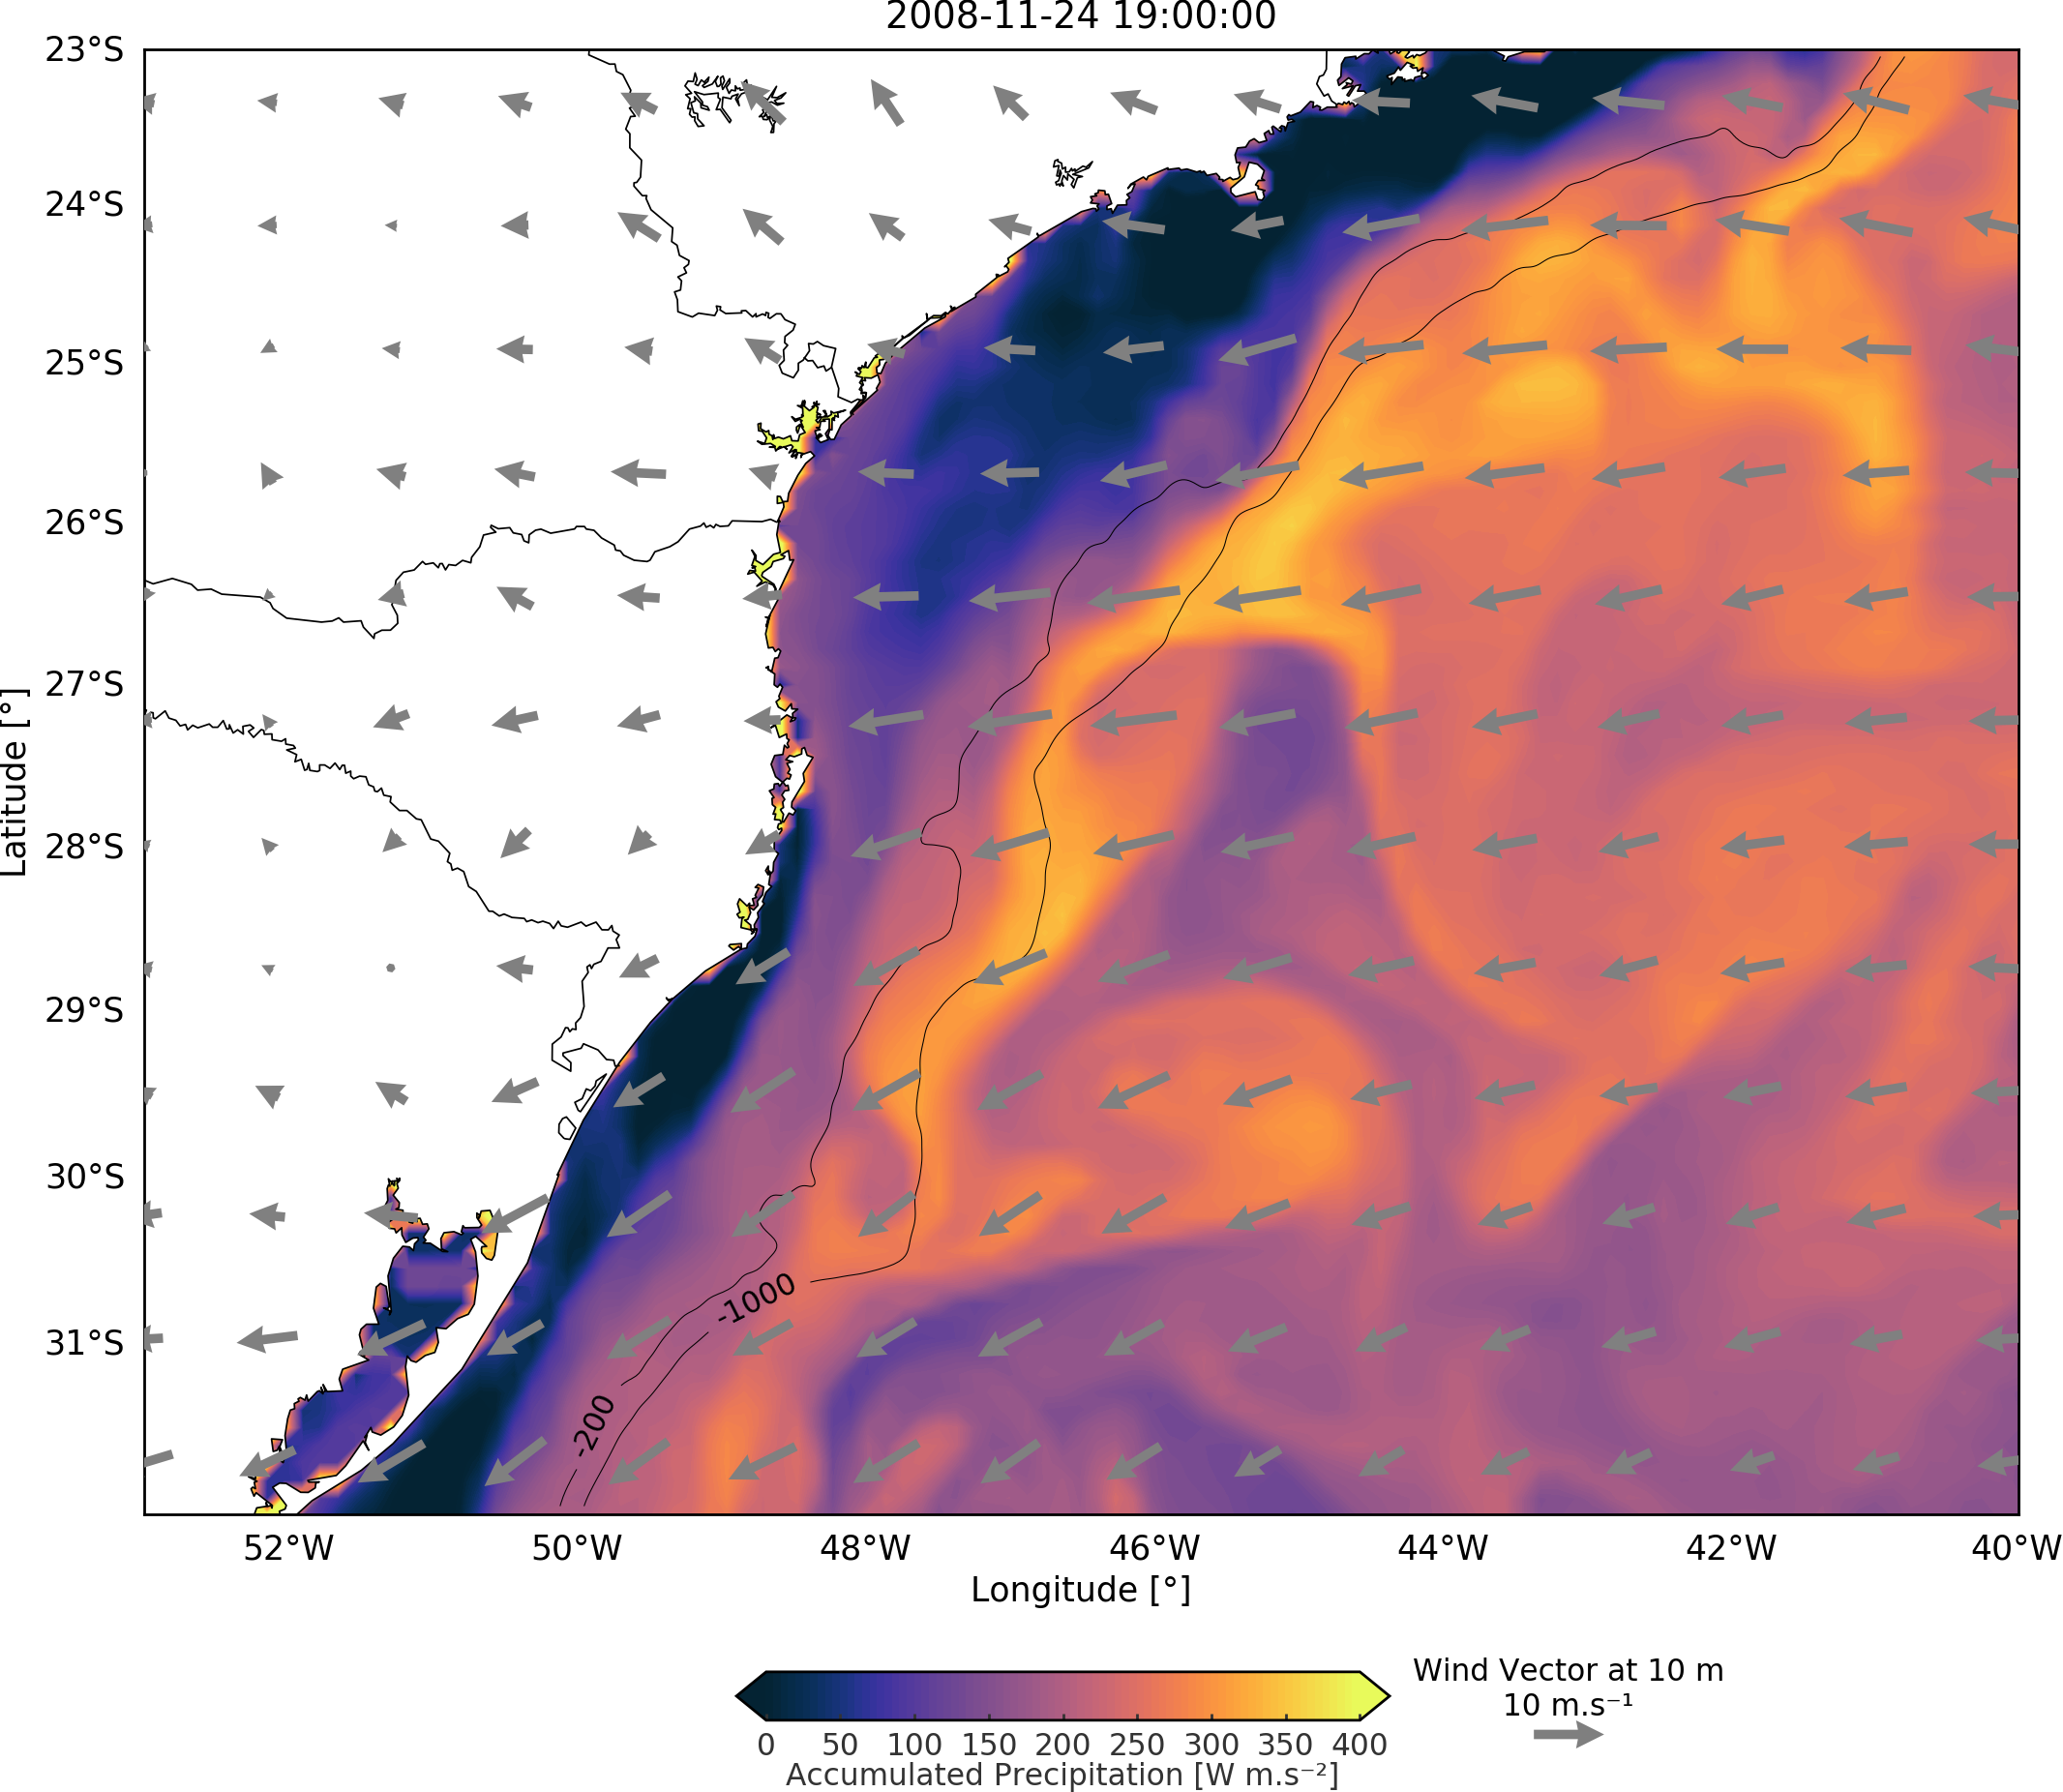 2008-11-24 19:00:00
23°S
24°S
25°S
26°S
27°S
28°S
29°S
30°S
31°S
Latitude [°]
-1000
-200
52°W 50°W 48°W 46°W 44°W 42°W 40°W
Longitude [°]
Wind Vector at 10 m
10 m.s⁻¹
0 50 100 150 200 250 300 350 400
Accumulated Precipitation [W m.s⁻²]